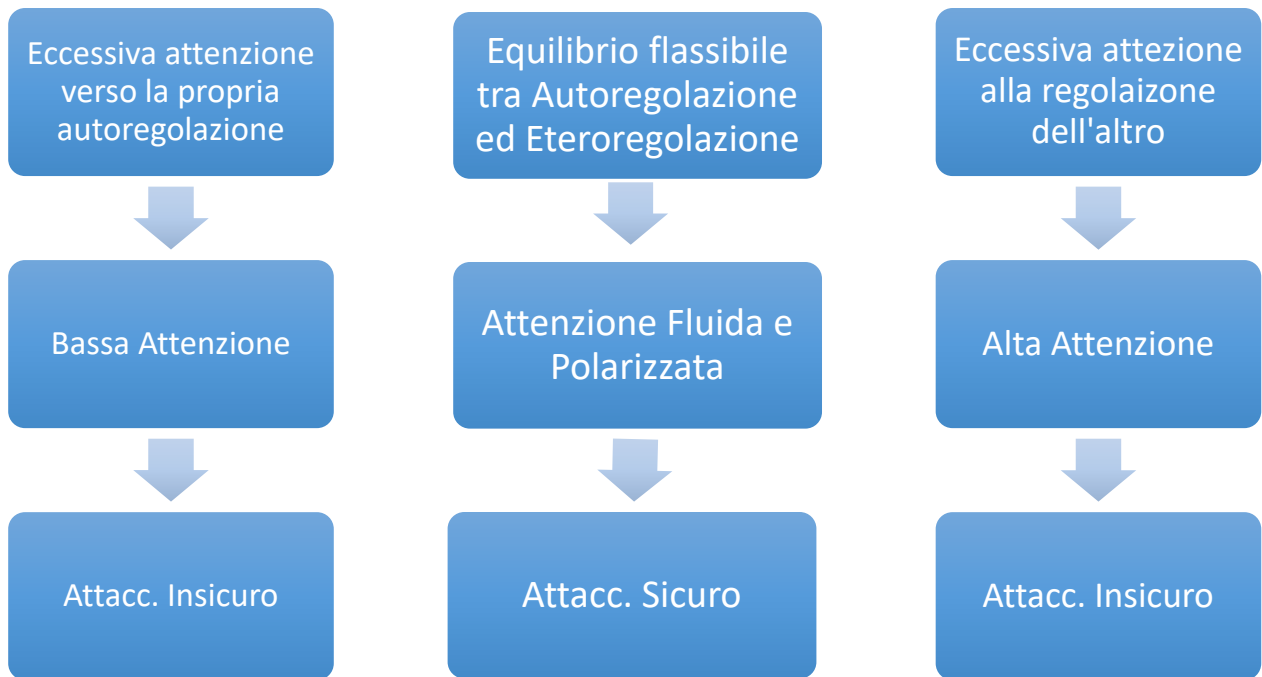 Eccessiva attenzione
verso la propria
autoregolazione
Bassa Attenzione
Attacc. Insicuro
Equilibrio flassibile
tra Autoregolazione
ed Eteroregolazione
Attenzione Fluida e
Polarizzata
Attacc. Sicuro
Eccessiva attezione
alla regolaizone
dell'altro
Alta Attenzione
Attacc. Insicuro